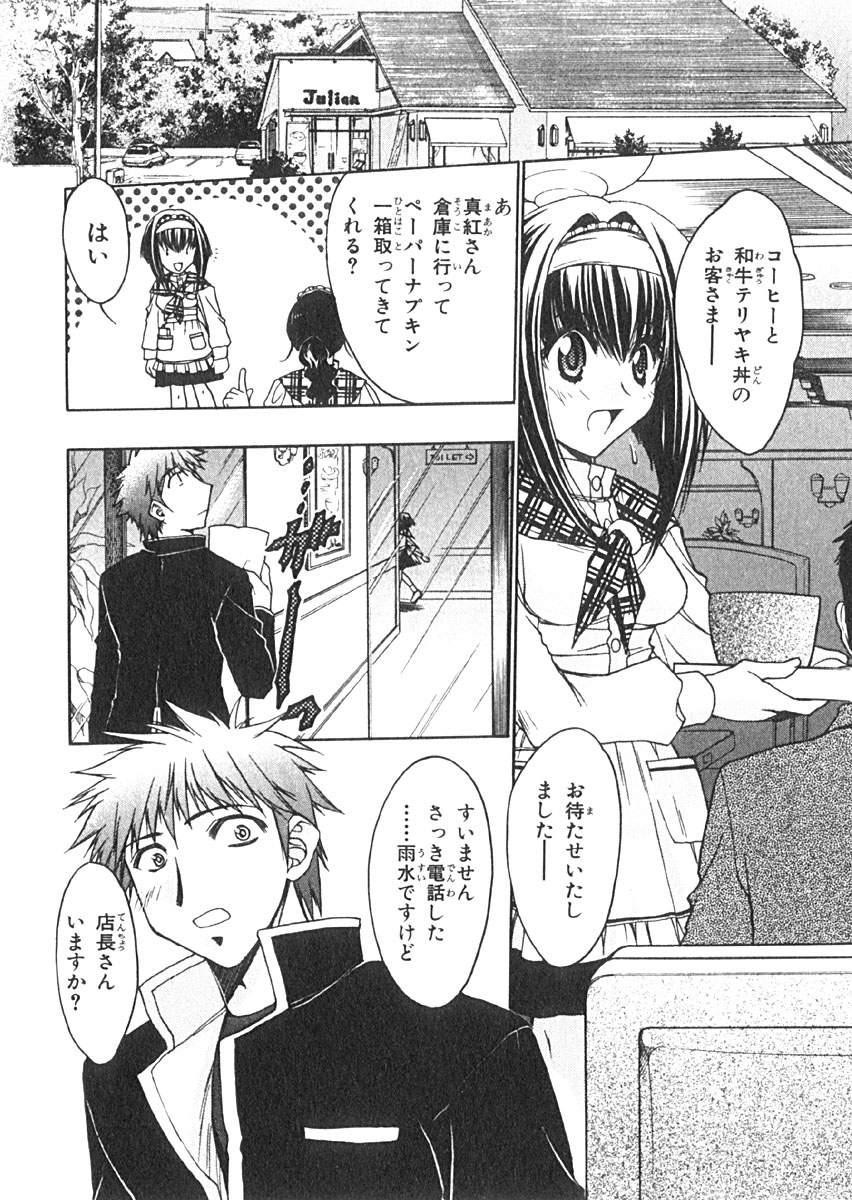 Julian
コーヒーと
和牛テリヤキ丼の
お客さま――
お待たせいたし
ました――
あ
真紅さん
倉庫に行って
ペーパーナプキン
一箱取ってきて
くれる?
はい
TOILET⇨
すいません
さっき電話した
……雨水ですけど
店長さん
いますか?